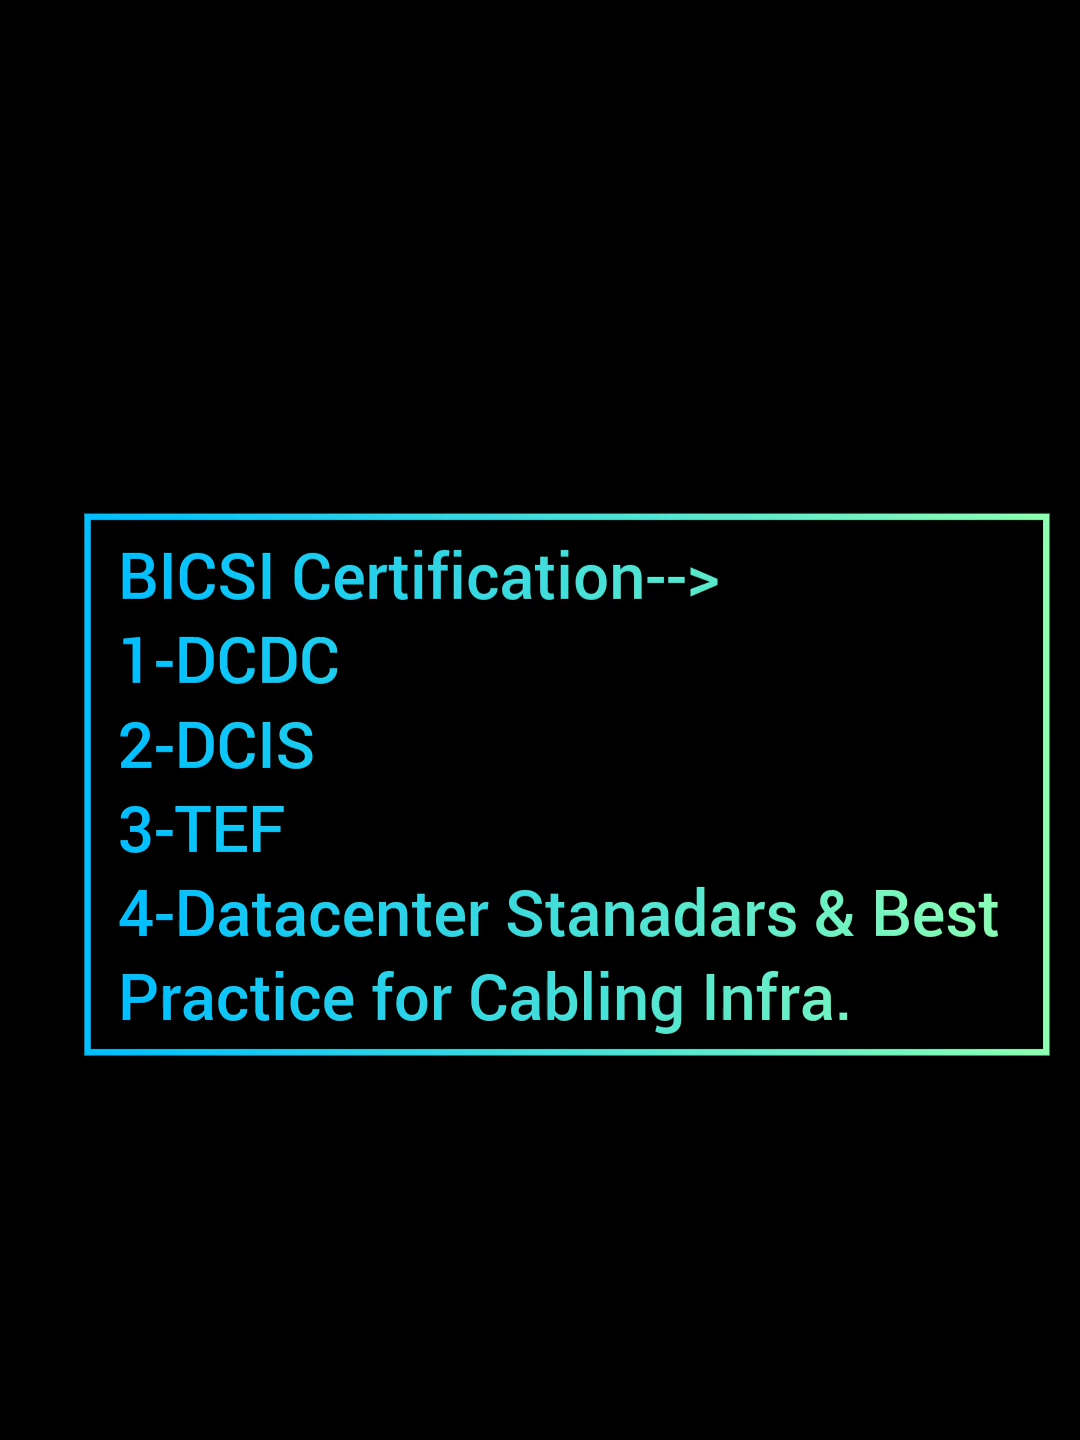 BICSI Certification-->
1-DCDC
2-DCIS
3-TEF
4-Datacenter Stanadars & Best
Practice for Cabling Infra.